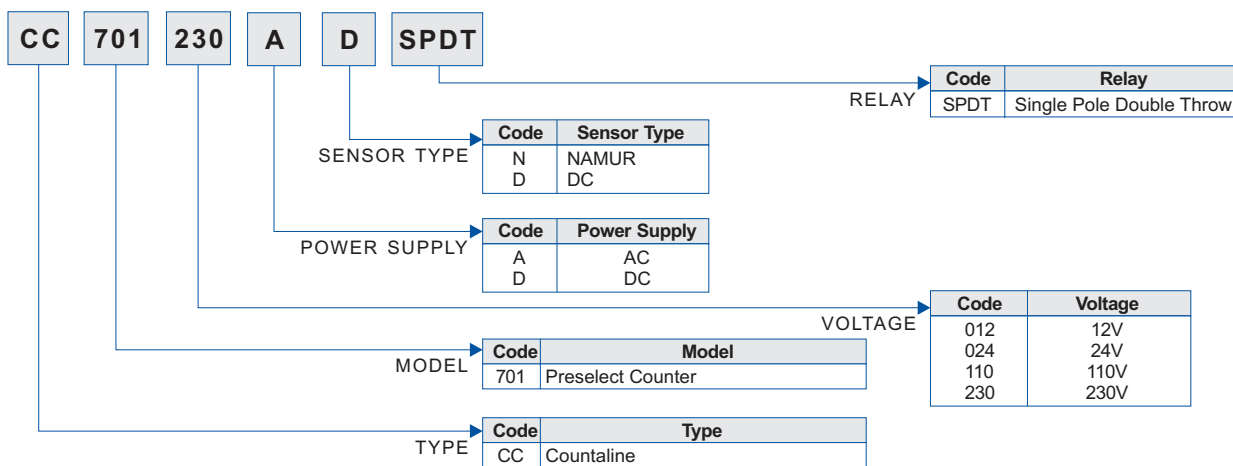 CC 701 230 A D SPDT
RELAY
Code Relay
SPDT Single Pole Double Throw
SENSOR TYPE
Code Sensor Type
N NAMUR
D DC
POWER SUPPLY
Code Power Supply
A AC
D DC
VOLTAGE
Code Voltage
012 12V
024 24V
110 110V
230 230V
MODEL
Code Model
701 Preselect Counter
TYPE
Code Type
CC Countaline